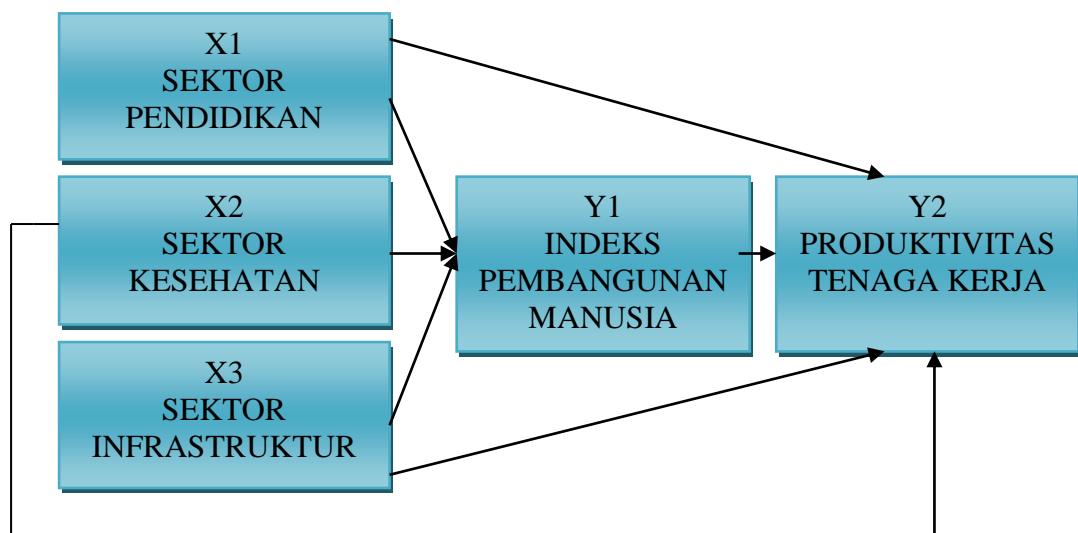 X1
SEKTOR
PENDIDIKAN
X2
SEKTOR
KESEHATAN
X3
SEKTOR
INFRASTRUKTUR
Y1
INDEKS
PEMBANGUNAN
MANUSIA
Y2
PRODUKTIVITAS
TENAGA KERJA